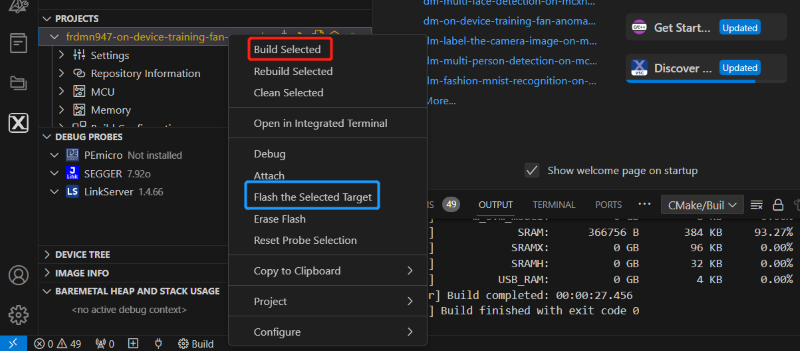 PROJECTS
frdmn947-on-device-training-fan-
Settings
Repository Information
MCU
Memory
DEBUG PROBES
PEmicro Not installed
SEGGER 7.92o
LinkServer 1.4.66
DEVICE TREE
IMAGE INFO
BAREMETAL HEAP AND STACK USAGE
<no active debug context>
0 49 0 Build
Build Selected
Rebuild Selected
Clean Selected
Open in Integrated Terminal
Debug
Attach
Flash the Selected Target
Erase Flash
Reset Probe Selection
Copy to Clipboard
Project
Configure
dm-multi-face-detection-on-mcxn...
dm-on-device-training-fan-anoma...
dm-label-the-camera-image-on-m...
dm-multi-person-detection-on-mc...
dm-fashion-mnist-recognition-on-...
More...
Get Start... Updated
Discover ... Updated
Show welcome page on startup
MS 49 OUTPUT TERMINAL PORTS CMake/Buil
] SRAM: 366756 B 384 KB 93.27%
] SRAMX: 0 GB 96 KB 0.00%
] SRAMH: 0 GB 32 KB 0.00%
] USB_RAM: 0 GB 4 KB 0.00%
r] Build completed: 00:00:27.456
] Build finished with exit code 0